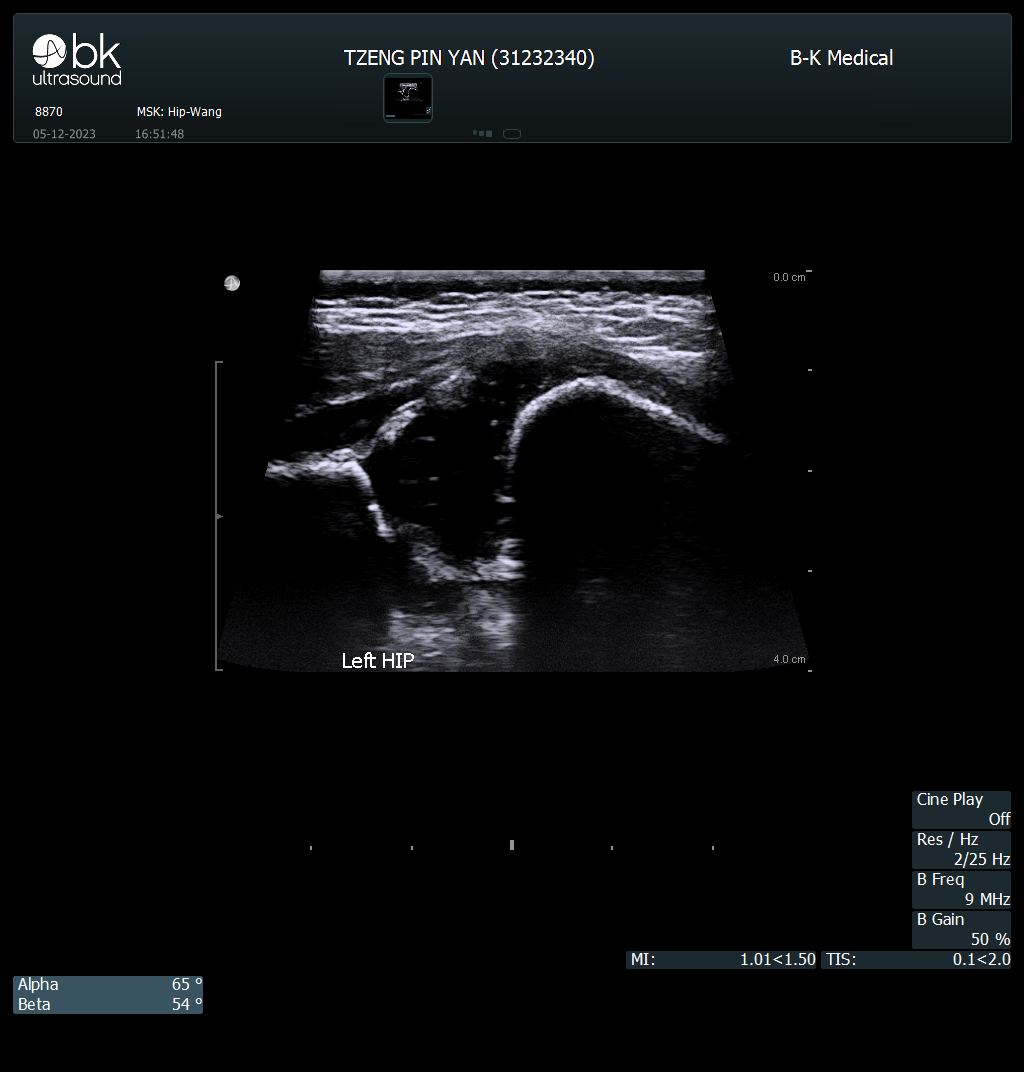 bk
ultrasound
TZENG PIN YAN (31232340)
B-K Medical
8870
MSK: Hip-Wang
05-12-2023
16:51:48
0.0 cm
4.0 cm
Left HIP
Cine Play
Off
Res / Hz
2/25 Hz
B Freq
9 MHz
B Gain
50 %
MI: 1.01<1.50
TIS: 0.1<2.0
Alpha 65 º
Beta 54 º